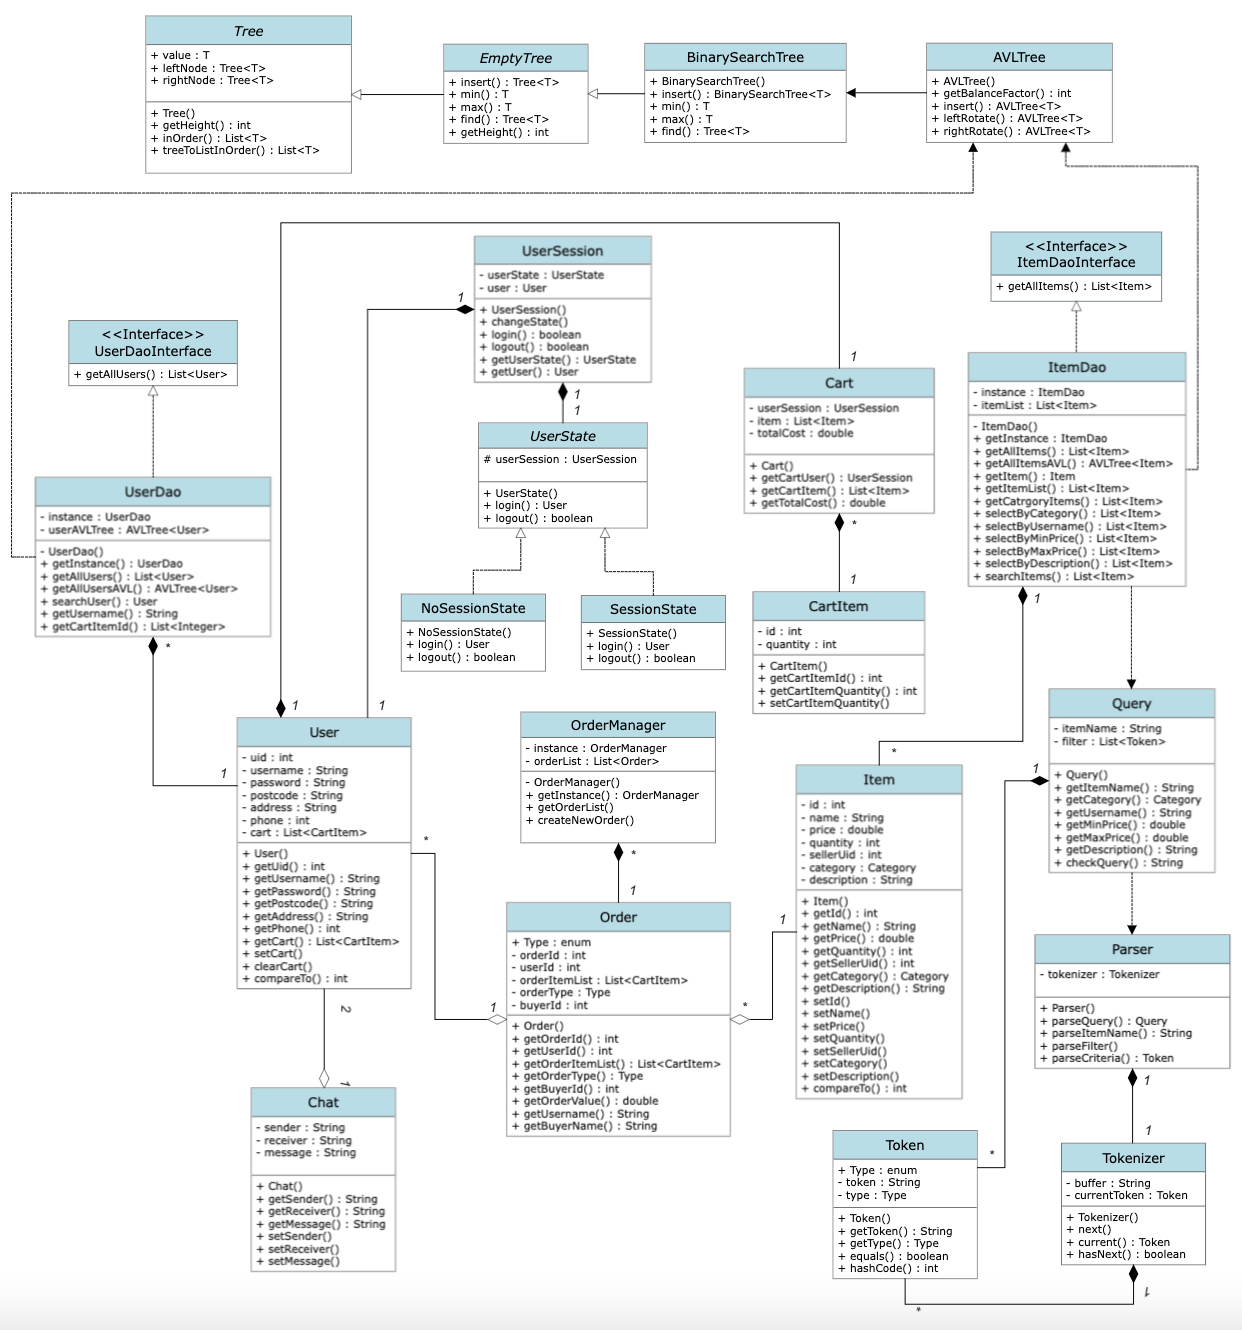 Tree
+ value : T
+ leftNode : Tree<T>
+ rightNode : Tree<T>
+ Tree()
+ getHeight() : int
+ inOrder() : List<T>
+ treeToListInOrder() : List<T>
EmptyTree
+ insert() : Tree<T>
+ min() : T
+ max() : T
+ find() : Tree<T>
+ getHeight() : int
BinarySearchTree
+ BinarySearchTree()
+ insert() : BinarySearchTree<T>
+ min() : T
+ max() : T
+ find() : Tree<T>
AVLTree
+ AVLTree()
+ getBalanceFactor() : int
+ insert() : AVLTree<T>
+ leftRotate() : AVLTree<T>
+ rightRotate() : AVLTree<T>
UserSession
- userState : UserState
- user : User
+ UserSession()
+ changeState()
+ login() : boolean
+ logout() : boolean
+ getUserState() : UserState
+ getUser() : User
1
1
1
<<Interface>>
ItemDaoInterface
+ getAllItems() : List<Item>
<<Interface>>
UserDaoInterface
+ getAllUsers() : List<User>
UserState
# userSession : UserSession
+ UserState()
+ login() : User
+ logout() : boolean
1
Cart
- userSession : UserSession
- item : List<Item>
- totalCost : double
+ Cart()
+ getCartUser() : UserSession
+ getCartItem() : List<Item>
+ getTotalCost() : double
*
1
ItemDao
- instance : ItemDao
- itemList : List<Item>
- ItemDao()
+ getInstance : ItemDao
+ getAllItems() : List<Item>
+ getAllItemsAVL() : AVLTree<Item>
+ getItem() : Item
+ getItemList() : List<Item>
+ getCatrgoryItems() : List<Item>
+ selectByCategory() : List<Item>
+ selectByUsername() : List<Item>
+ selectByMinPrice() : List<Item>
+ selectByMaxPrice() : List<Item>
+ selectByDescription() : List<Item>
+ searchItems() : List<Item>
1
UserDao
- instance : UserDao
- userAVLTree : AVLTree<User>
- UserDao()
+ getInstance() : UserDao
+ getAllUsers() : List<User>
+ getAllUsersAVL() : AVLTree<User>
+ searchUser() : User
+ getUsername() : String
+ getCartItemId() : List<Integer>
*
NoSessionState
+ NoSessionState()
+ login() : User
+ logout() : boolean
SessionState
+ SessionState()
+ login() : User
+ logout() : boolean
CartItem
- id : int
- quantity : int
+ CartItem()
+ getCartItemId() : int
+ getCartItemQuantity() : int
+ setCartItemQuantity()
1
1
1
User
- uid : int
- username : String
- password : String
- postcode : String
- address : String
- phone : int
- cart : List<CartItem>
+ User()
+ getUid() : int
+ getUsername() : String
+ getPassword() : String
+ getPostcode() : String
+ getAddress() : String
+ getPhone() : int
+ getCart() : List<CartItem>
+ setCart()
+ clearCart()
+ compareTo() : int
*
2
1
OrderManager
- instance : OrderManager
- orderList : List<Order>
- OrderManager()
+ getInstance() : OrderManager
+ getOrderList()
+ createNewOrder()
*
1
Query
- itemName : String
- filter : List<Token>
+ Query()
+ getItemName() : String
+ getCategory() : Category
+ getUsername() : String
+ getMinPrice() : double
+ getMaxPrice() : double
+ getDescription() : String
+ checkQuery() : String
1
*
Item
- id : int
- name : String
- price : double
- quantity : int
- sellerUid : int
- category : Category
- description : String
+ Item()
+ getId() : int
+ getName() : String
+ getPrice() : double
+ getQuantity() : int
+ getSellerUid() : int
+ getCategory() : Category
+ getDescription() : String
+ setId()
+ setName()
+ setPrice()
+ setQuantity()
+ setSellerUid()
+ setCategory()
+ setDescription()
+ compareTo() : int
1
*
Order
+ Type : enum
- orderId : int
- userId : int
- orderItemList : List<CartItem>
- orderType : Type
- buyerId : int
+ Order()
+ getOrderId() : int
+ getUserId() : int
+ getOrderItemList() : List<CartItem>
+ getOrderType() : Type
+ getBuyerId() : int
+ getOrderValue() : double
+ getUsername() : String
+ getBuyerName() : String
1
Parser
- tokenizer : Tokenizer
+ Parser()
+ parseQuery() : Query
+ parseItemName() : String
+ parseFilter()
+ parseCriteria() : Token
1
1
Chat
- sender : String
- receiver : String
- message : String
+ Chat()
+ getSender() : String
+ getReceiver() : String
+ getMessage() : String
+ setSender()
+ setReceiver()
+ setMessage()
Token
+ Type : enum
- token : String
- type : Type
+ Token()
+ getToken() : String
+ getType() : Type
+ equals() : boolean
+ hashCode() : int
*
Tokenizer
- buffer : String
- currentToken : Token
+ Tokenizer()
+ next()
+ current() : Token
+ hasNext() : boolean
1
*